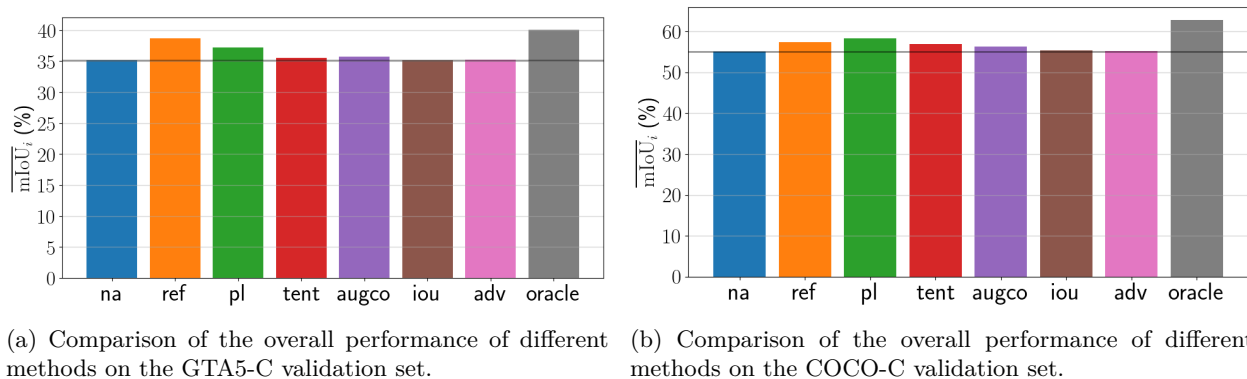 40
35
30
25
20
15
10
5
0
mIoU_i (%)
na ref pl tent augco iou adv oracle
(a) Comparison of the overall performance of different
methods on the GTA5-C validation set.
60
50
40
30
20
10
0
mIoU_i (%)
na ref pl tent augco iou adv oracle
(b) Comparison of the overall performance of different
methods on the COCO-C validation set.